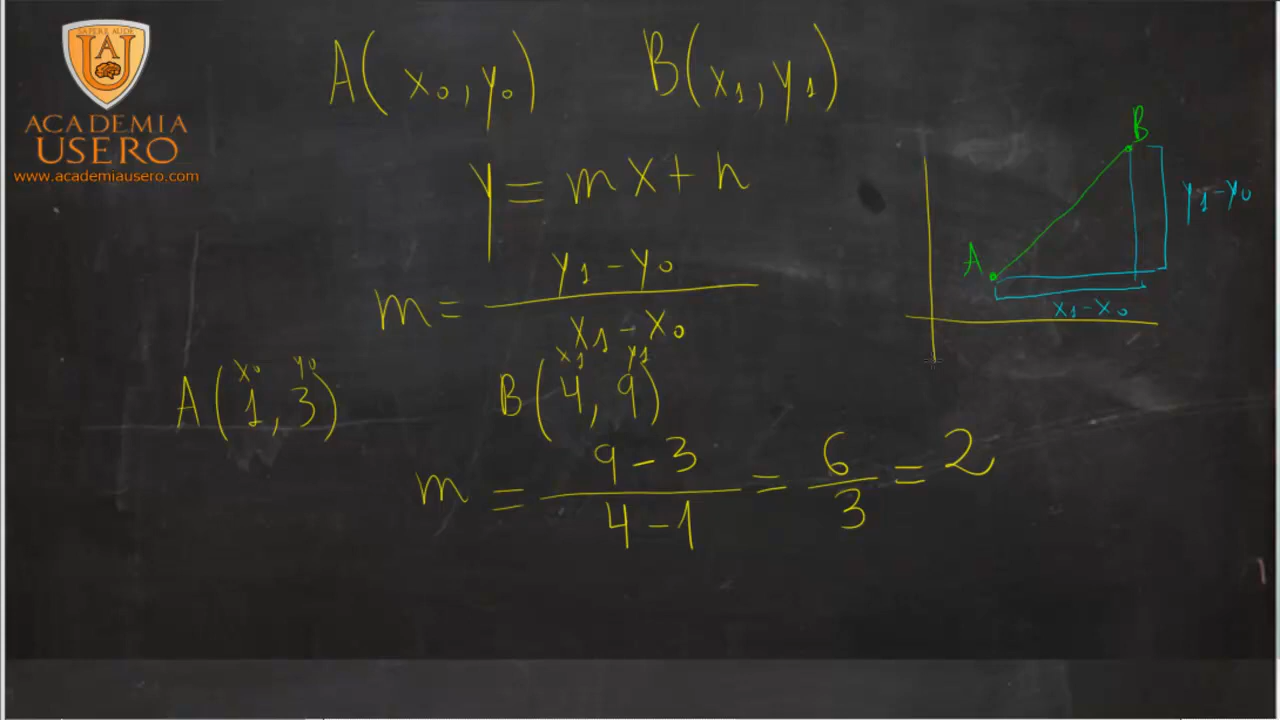 SAPERE AUDE
UA
ACADEMIA
USERO
www.academiausero.com
A(x₀, y₀) B(x₁, y₁)
y = mx + n
m = (y₁ - y₀) / (x₁ - x₀)
x₀ y₀ x₁ y₁
A(1, 3) B(4, 9)
m = (9 - 3) / (4 - 1) = 6/3 = 2
B
y₁ - y₀
A
x₁ - x₀